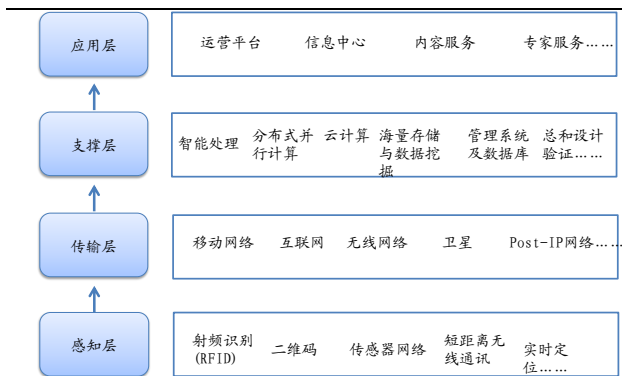 应用层
运营平台 信息中心 内容服务 专家服务……
支撑层
智能处理 分布式并行计算 云计算 海量存储与数据挖掘 管理系统及数据库 总和设计验证……
传输层
移动网络 互联网 无线网络 卫星 Post-IP网络……
感知层
射频识别(RFID) 二维码 传感器网络 短距离无线通讯 实时定位……